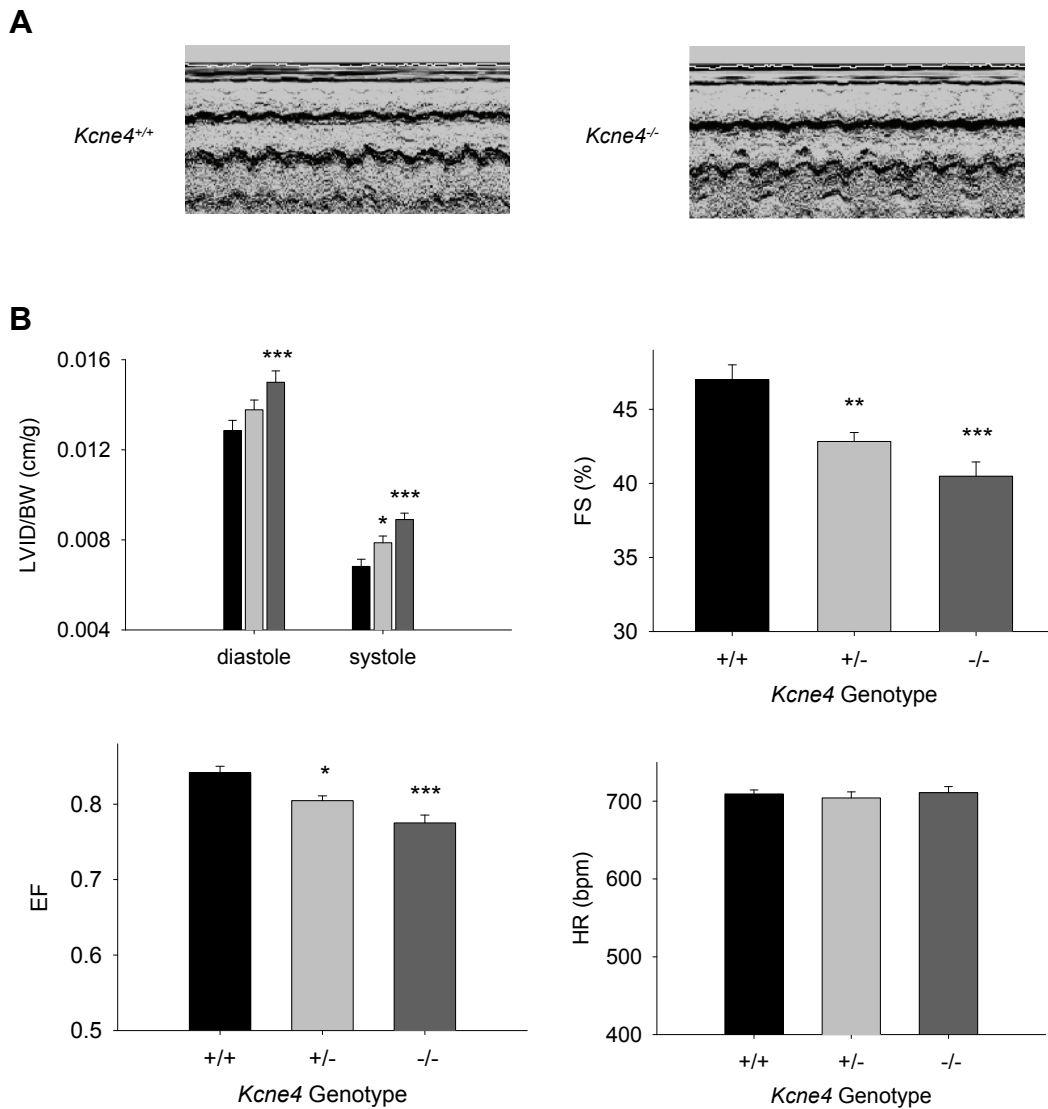 A
Kcne4+/+
Kcne4-/-
B
LVID/BW (cm/g)
0.016
0.012
0.008
0.004
***
*
***
diastole
systole
FS (%)
45
40
35
30
**
***
+/+ +/- -/-
Kcne4 Genotype
EF
0.8
0.7
0.6
0.5
*
***
+/+ +/- -/-
Kcne4 Genotype
HR (bpm)
700
600
500
400
+/+ +/- -/-
Kcne4 Genotype